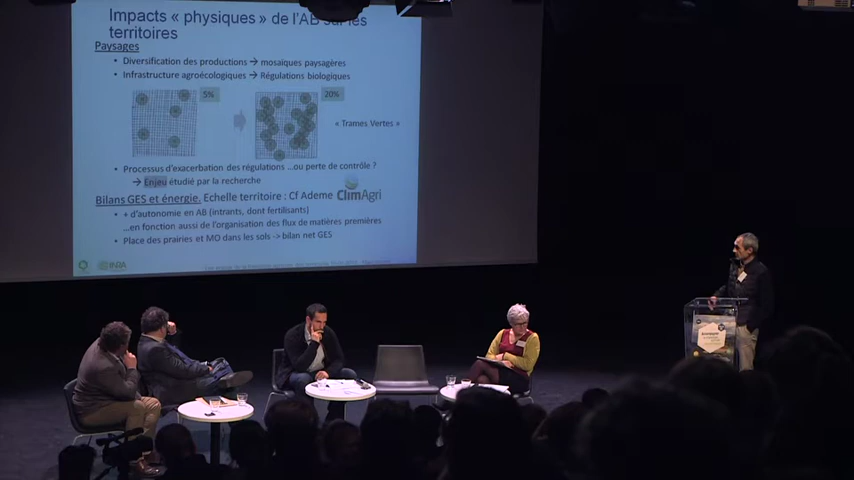 Impacts « physiques » de l'AB sur les
territoires
Paysages
• Diversification des productions → mosaiques paysagères
• Infrastructure agroécologiques → Régulations biologiques
5%
20%
« Trames Vertes »
• Processus d'exacerbation des régulations ...ou perte de contrôle ?
→ Enjeu étudié par la recherche
Bilans GES et énergie. Echelle territoire : Cf Ademe ClimAgri
• + d'autonomie en AB (intrants, dont fertilisants)
...en fonction aussi de l'organisation des flux de matières premières
• Place des prairies et MO dans les sols -> bilan net GES
INRA